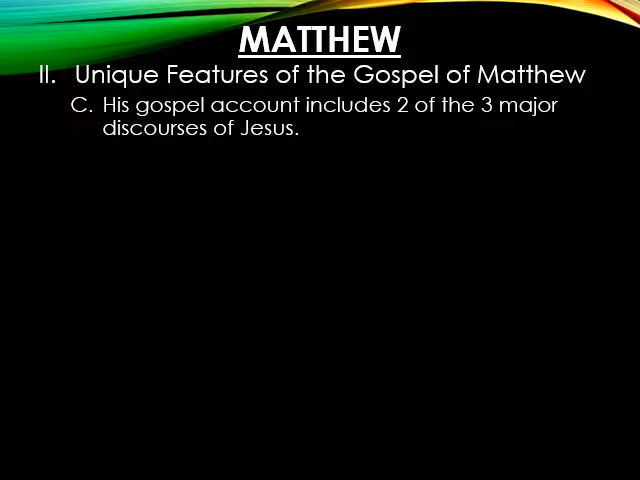 MATTHEW
II. Unique Features of the Gospel of Matthew
C. His gospel account includes 2 of the 3 major
discourses of Jesus.